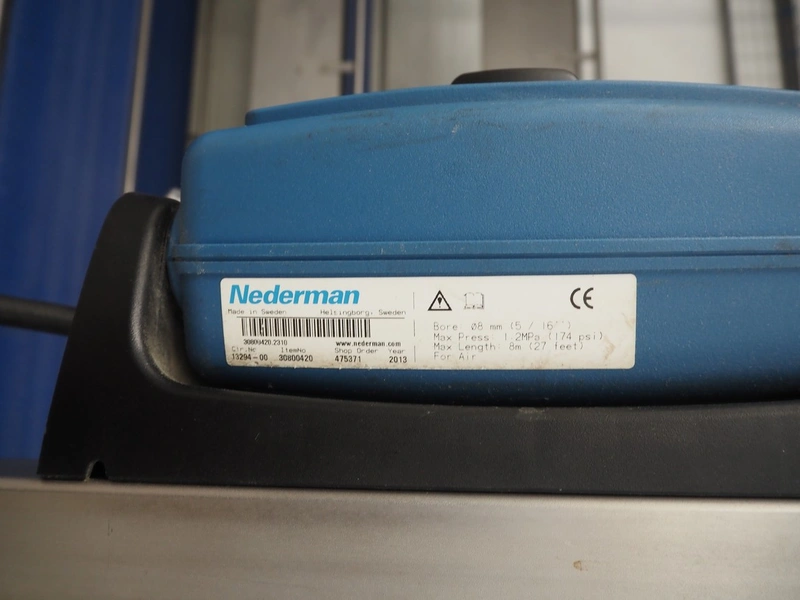 Nederman
Made in Sweden Helsingborg, Sweden
30800420.2310 www.nederman.com
Clr.Nr ItemNo Shop Order Year
13294-00 30800420 475371 2013
CE
Bore: Ø8 mm (5 / 16")
Max Press: 1.2MPa (174 psi)
Max Length: 8m (27 feet)
For Air